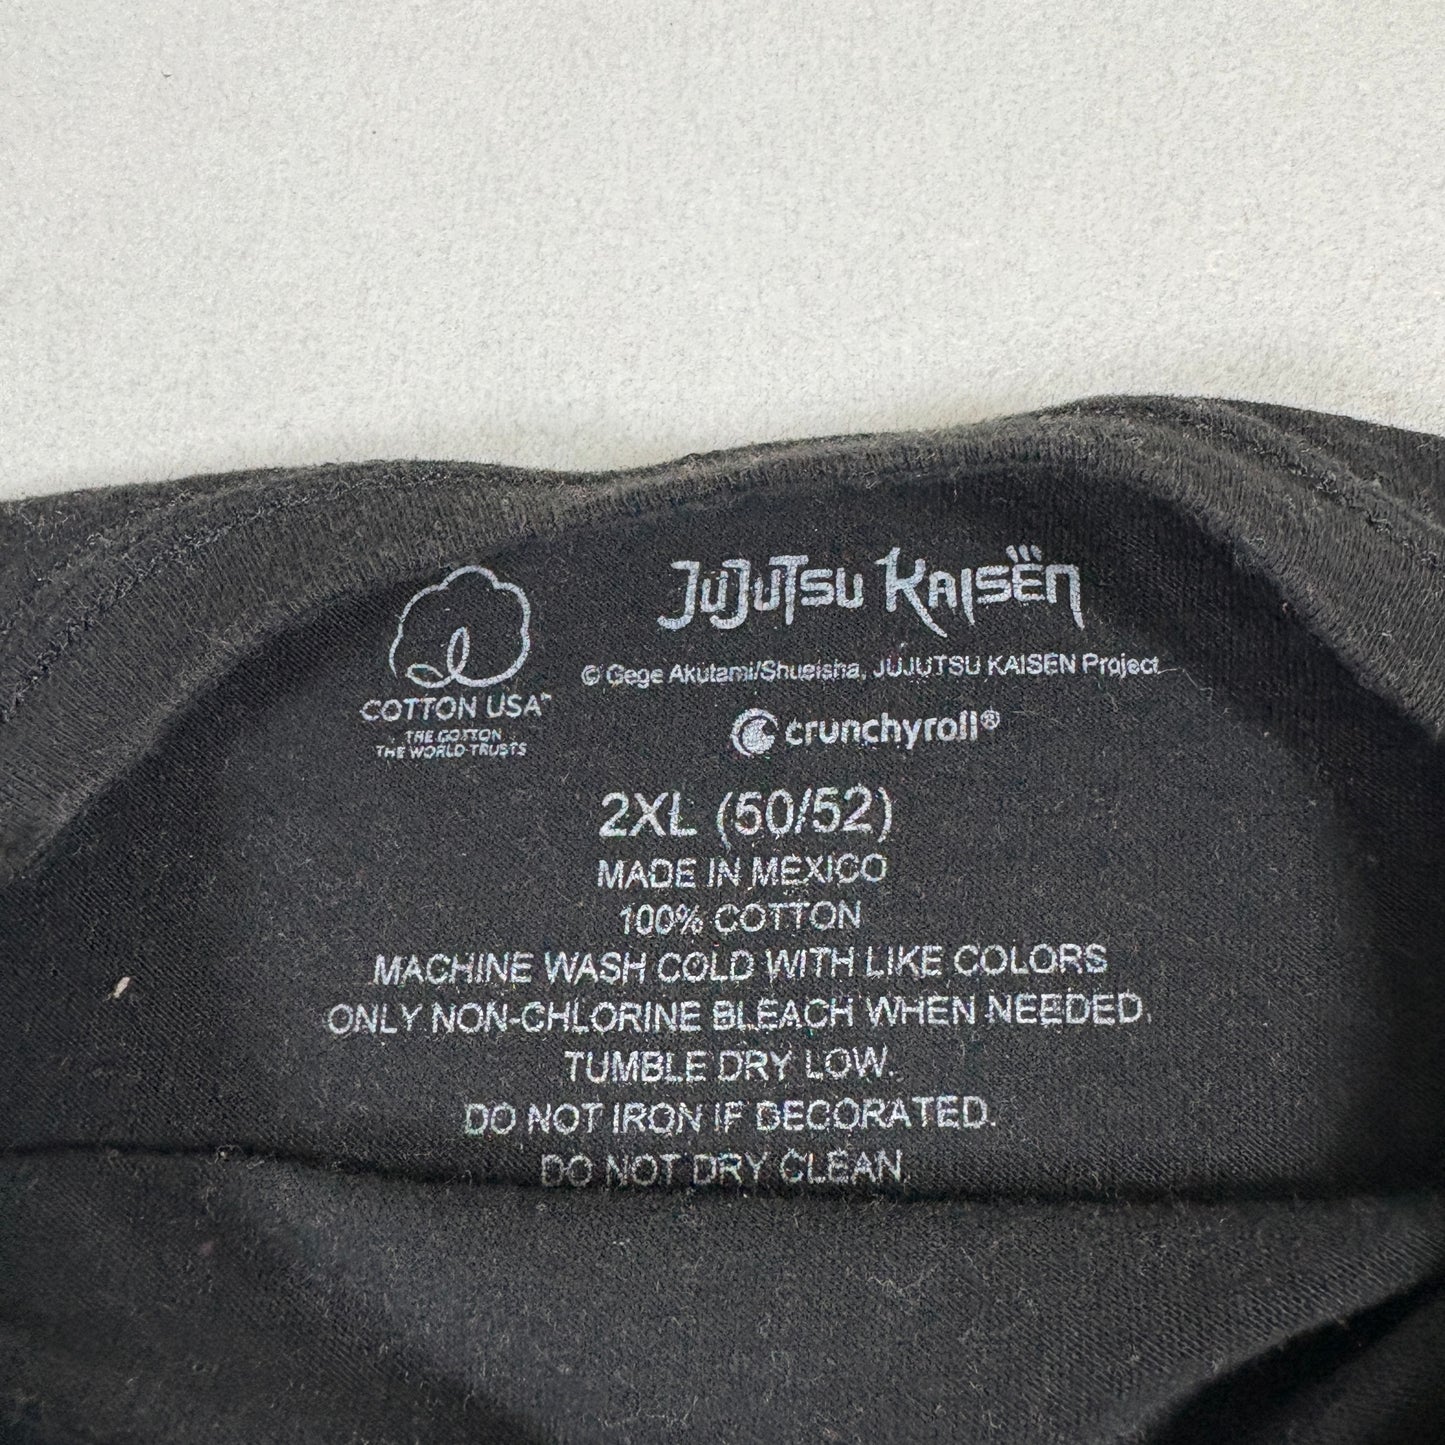 COTTON USA™
THE COTTON
THE WORLD TRUSTS
JUJUTSU KAISEN
© Gege Akutami/Shueisha, JUJUTSU KAISEN Project
crunchyroll®
2XL (50/52)
MADE IN MEXICO
100% COTTON
MACHINE WASH COLD WITH LIKE COLORS
ONLY NON-CHLORINE BLEACH WHEN NEEDED.
TUMBLE DRY LOW.
DO NOT IRON IF DECORATED.
DO NOT DRY CLEAN.